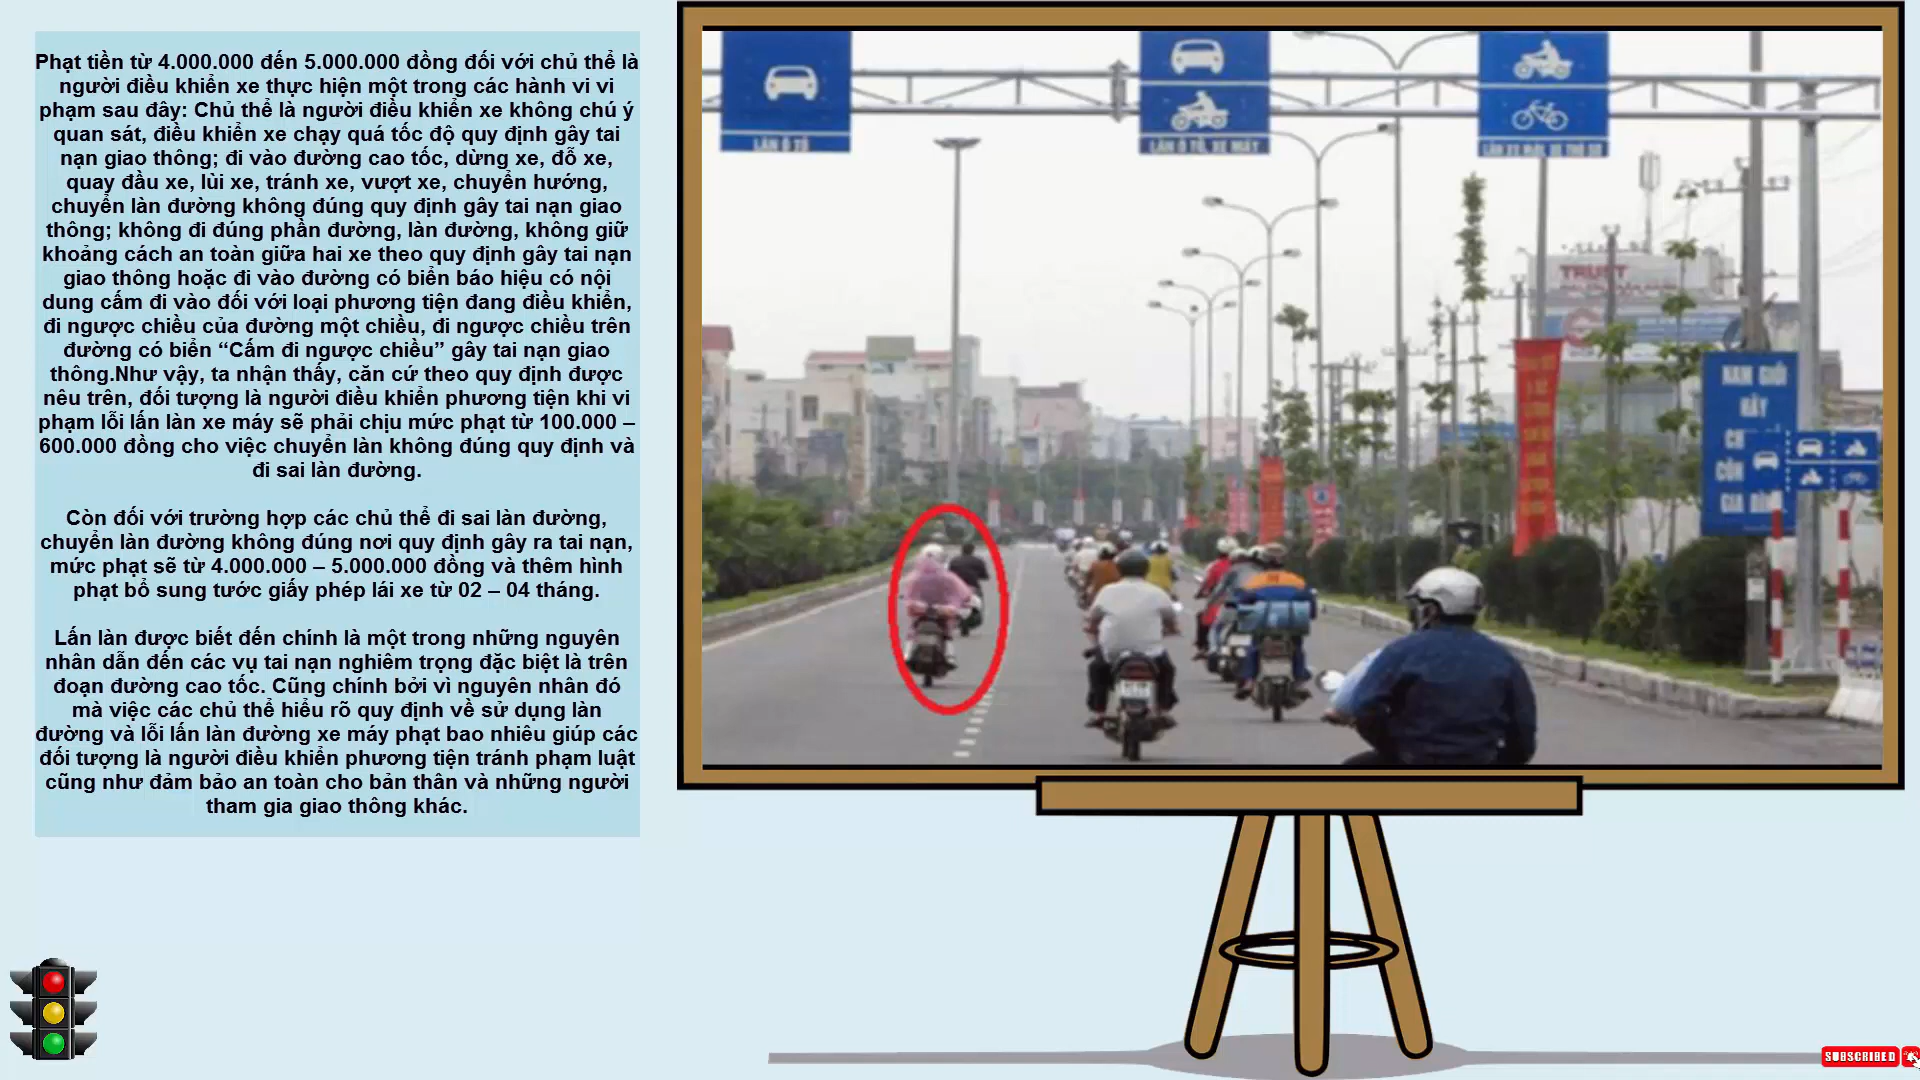 Phạt tiền từ 4.000.000 đến 5.000.000 đồng đối với chủ thể là
người điều khiển xe thực hiện một trong các hành vi vi
phạm sau đây: Chủ thể là người điều khiển xe không chú ý
quan sát, điều khiển xe chạy quá tốc độ quy định gây tai
nạn giao thông; đi vào đường cao tốc, dừng xe, đỗ xe,
quay đầu xe, lùi xe, tránh xe, vượt xe, chuyển hướng,
chuyển làn đường không đúng quy định gây tai nạn giao
thông; không đi đúng phần đường, làn đường, không giữ
khoảng cách an toàn giữa hai xe theo quy định gây tai nạn
giao thông hoặc đi vào đường có biển báo hiệu có nội
dung cấm đi vào đối với loại phương tiện đang điều khiển,
đi ngược chiều của đường một chiều, đi ngược chiều trên
đường có biển “Cấm đi ngược chiều” gây tai nạn giao
thông.Như vậy, ta nhận thấy, căn cứ theo quy định được
nêu trên, đối tượng là người điều khiển phương tiện khi vi
phạm lỗi lấn làn xe máy sẽ phải chịu mức phạt từ 100.000 –
600.000 đồng cho việc chuyển làn không đúng quy định và
đi sai làn đường.
Còn đối với trường hợp các chủ thể đi sai làn đường,
chuyển làn đường không đúng nơi quy định gây ra tai nạn,
mức phạt sẽ từ 4.000.000 – 5.000.000 đồng và thêm hình
phạt bổ sung tước giấy phép lái xe từ 02 – 04 tháng.
Lấn làn được biết đến chính là một trong những nguyên
nhân dẫn đến các vụ tai nạn nghiêm trọng đặc biệt là trên
đoạn đường cao tốc. Cũng chính bởi vì nguyên nhân đó
mà việc các chủ thể hiểu rõ quy định về sử dụng làn
đường và lỗi lấn làn đường xe máy phạt bao nhiêu giúp các
đối tượng là người điều khiển phương tiện tránh phạm luật
cũng như đảm bảo an toàn cho bản thân và những người
tham gia giao thông khác.
LÀN Ô TÔ
LÀN Ô TÔ, XE MÁY
LÀN XE MÁY, XE THÔ SƠ
TRUST
NAM GIỚI
HÃY
GIA ĐÌNH
SUBSCRIBED